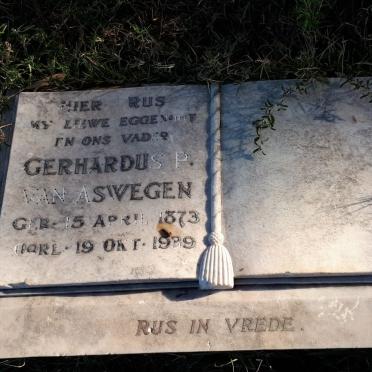 HIER RUS
MY LIEWE EGGENOOT
EN ONS VADER
GERHARDUS P.
VAN ASWEGEN
GEB. 15 APRIL 1873
OORL. 19 OKT. 1939
RUS IN VREDE.